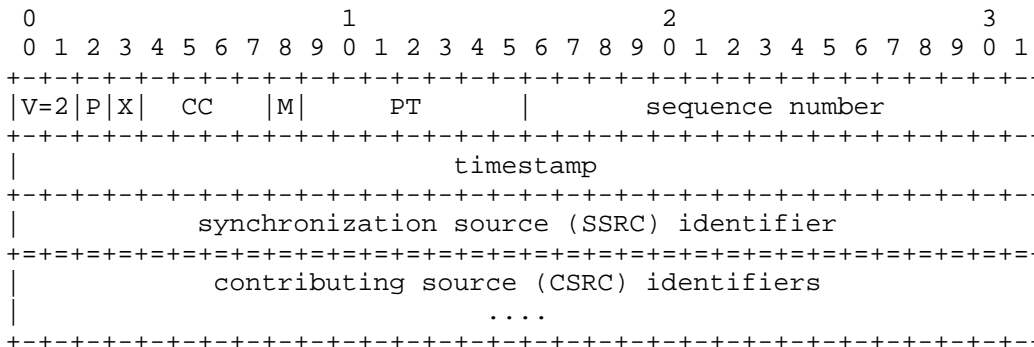 0                   1                   2                   3
 0 1 2 3 4 5 6 7 8 9 0 1 2 3 4 5 6 7 8 9 0 1 2 3 4 5 6 7 8 9 0 1
+-+-+-+-+-+-+-+-+-+-+-+-+-+-+-+-+-+-+-+-+-+-+-+-+-+-+-+-+-+-+-+-
|V=2|P|X|  CC   |M|     PT      |       sequence number
+-+-+-+-+-+-+-+-+-+-+-+-+-+-+-+-+-+-+-+-+-+-+-+-+-+-+-+-+-+-+-+-
|                           timestamp
+-+-+-+-+-+-+-+-+-+-+-+-+-+-+-+-+-+-+-+-+-+-+-+-+-+-+-+-+-+-+-+-
|           synchronization source (SSRC) identifier
+=+=+=+=+=+=+=+=+=+=+=+=+=+=+=+=+=+=+=+=+=+=+=+=+=+=+=+=+=+=+=+=
|            contributing source (CSRC) identifiers
|                             ....
+-+-+-+-+-+-+-+-+-+-+-+-+-+-+-+-+-+-+-+-+-+-+-+-+-+-+-+-+-+-+-+-